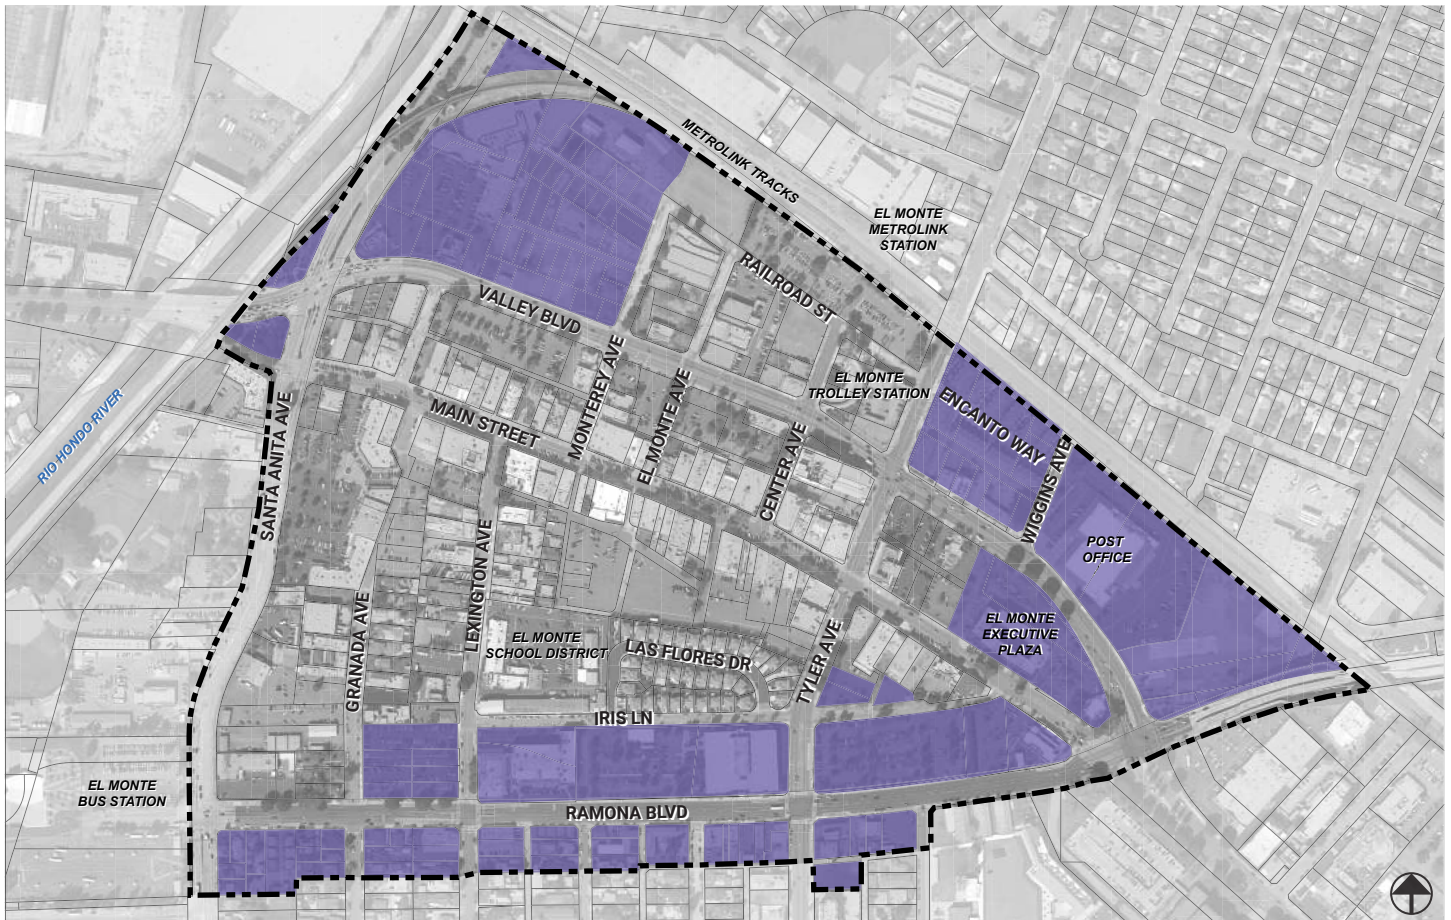 METROLINK TRACKS
EL MONTE
METROLINK
STATION
RAILROAD ST
VALLEY BLVD
MONTEREY AVE
EL MONTE AVE
EL MONTE
TROLLEY STATION
ENCANTO WAY
WIGGINS AVE
RIO HONDO RIVER
SANTA ANITA AVE
MAIN STREET
CENTER AVE
POST
OFFICE
LEXINGTON AVE
GRANADA AVE
EL MONTE
SCHOOL DISTRICT
LAS FLORES DR
TYLER AVE
EL MONTE
EXECUTIVE
PLAZA
IRIS LN
EL MONTE
BUS STATION
RAMONA BLVD